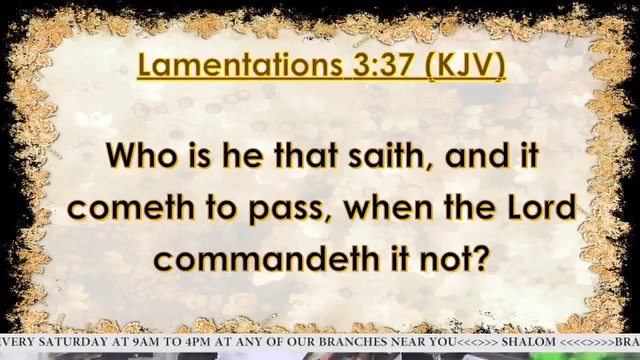 Lamentations 3:37 (KJV)
Who is he that saith, and it
cometh to pass, when the Lord
commandeth it not?
EVERY SATURDAY AT 9AM TO 4PM AT ANY OF OUR BRANCHES NEAR YOU<<<>>> SHALOM <<<<>>>>BRA